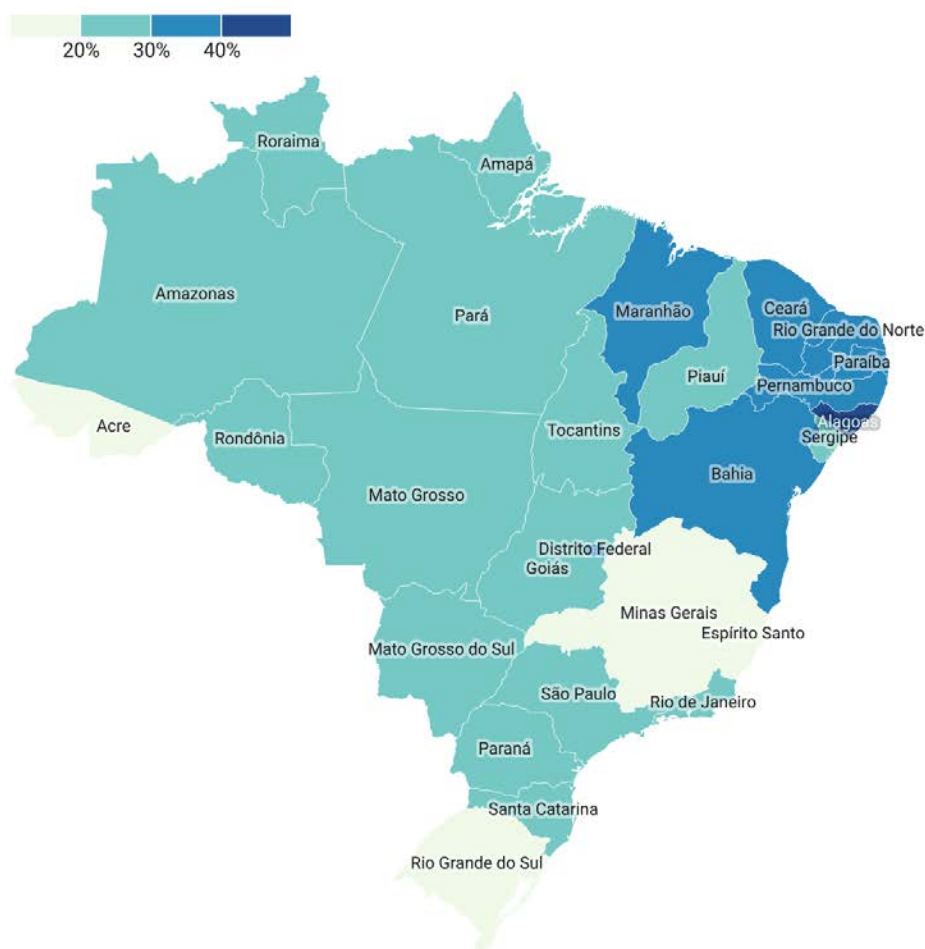 20% 30% 40%
Roraima
Amapá
Amazonas
Pará
Maranhão
Ceará
Rio Grande do Norte
Paraíba
Piauí
Pernambuco
Alagoas
Sergipe
Acre
Rondônia
Tocantins
Bahia
Mato Grosso
Distrito Federal
Goiás
Minas Gerais
Espírito Santo
Mato Grosso do Sul
São Paulo
Rio de Janeiro
Paraná
Santa Catarina
Rio Grande do Sul